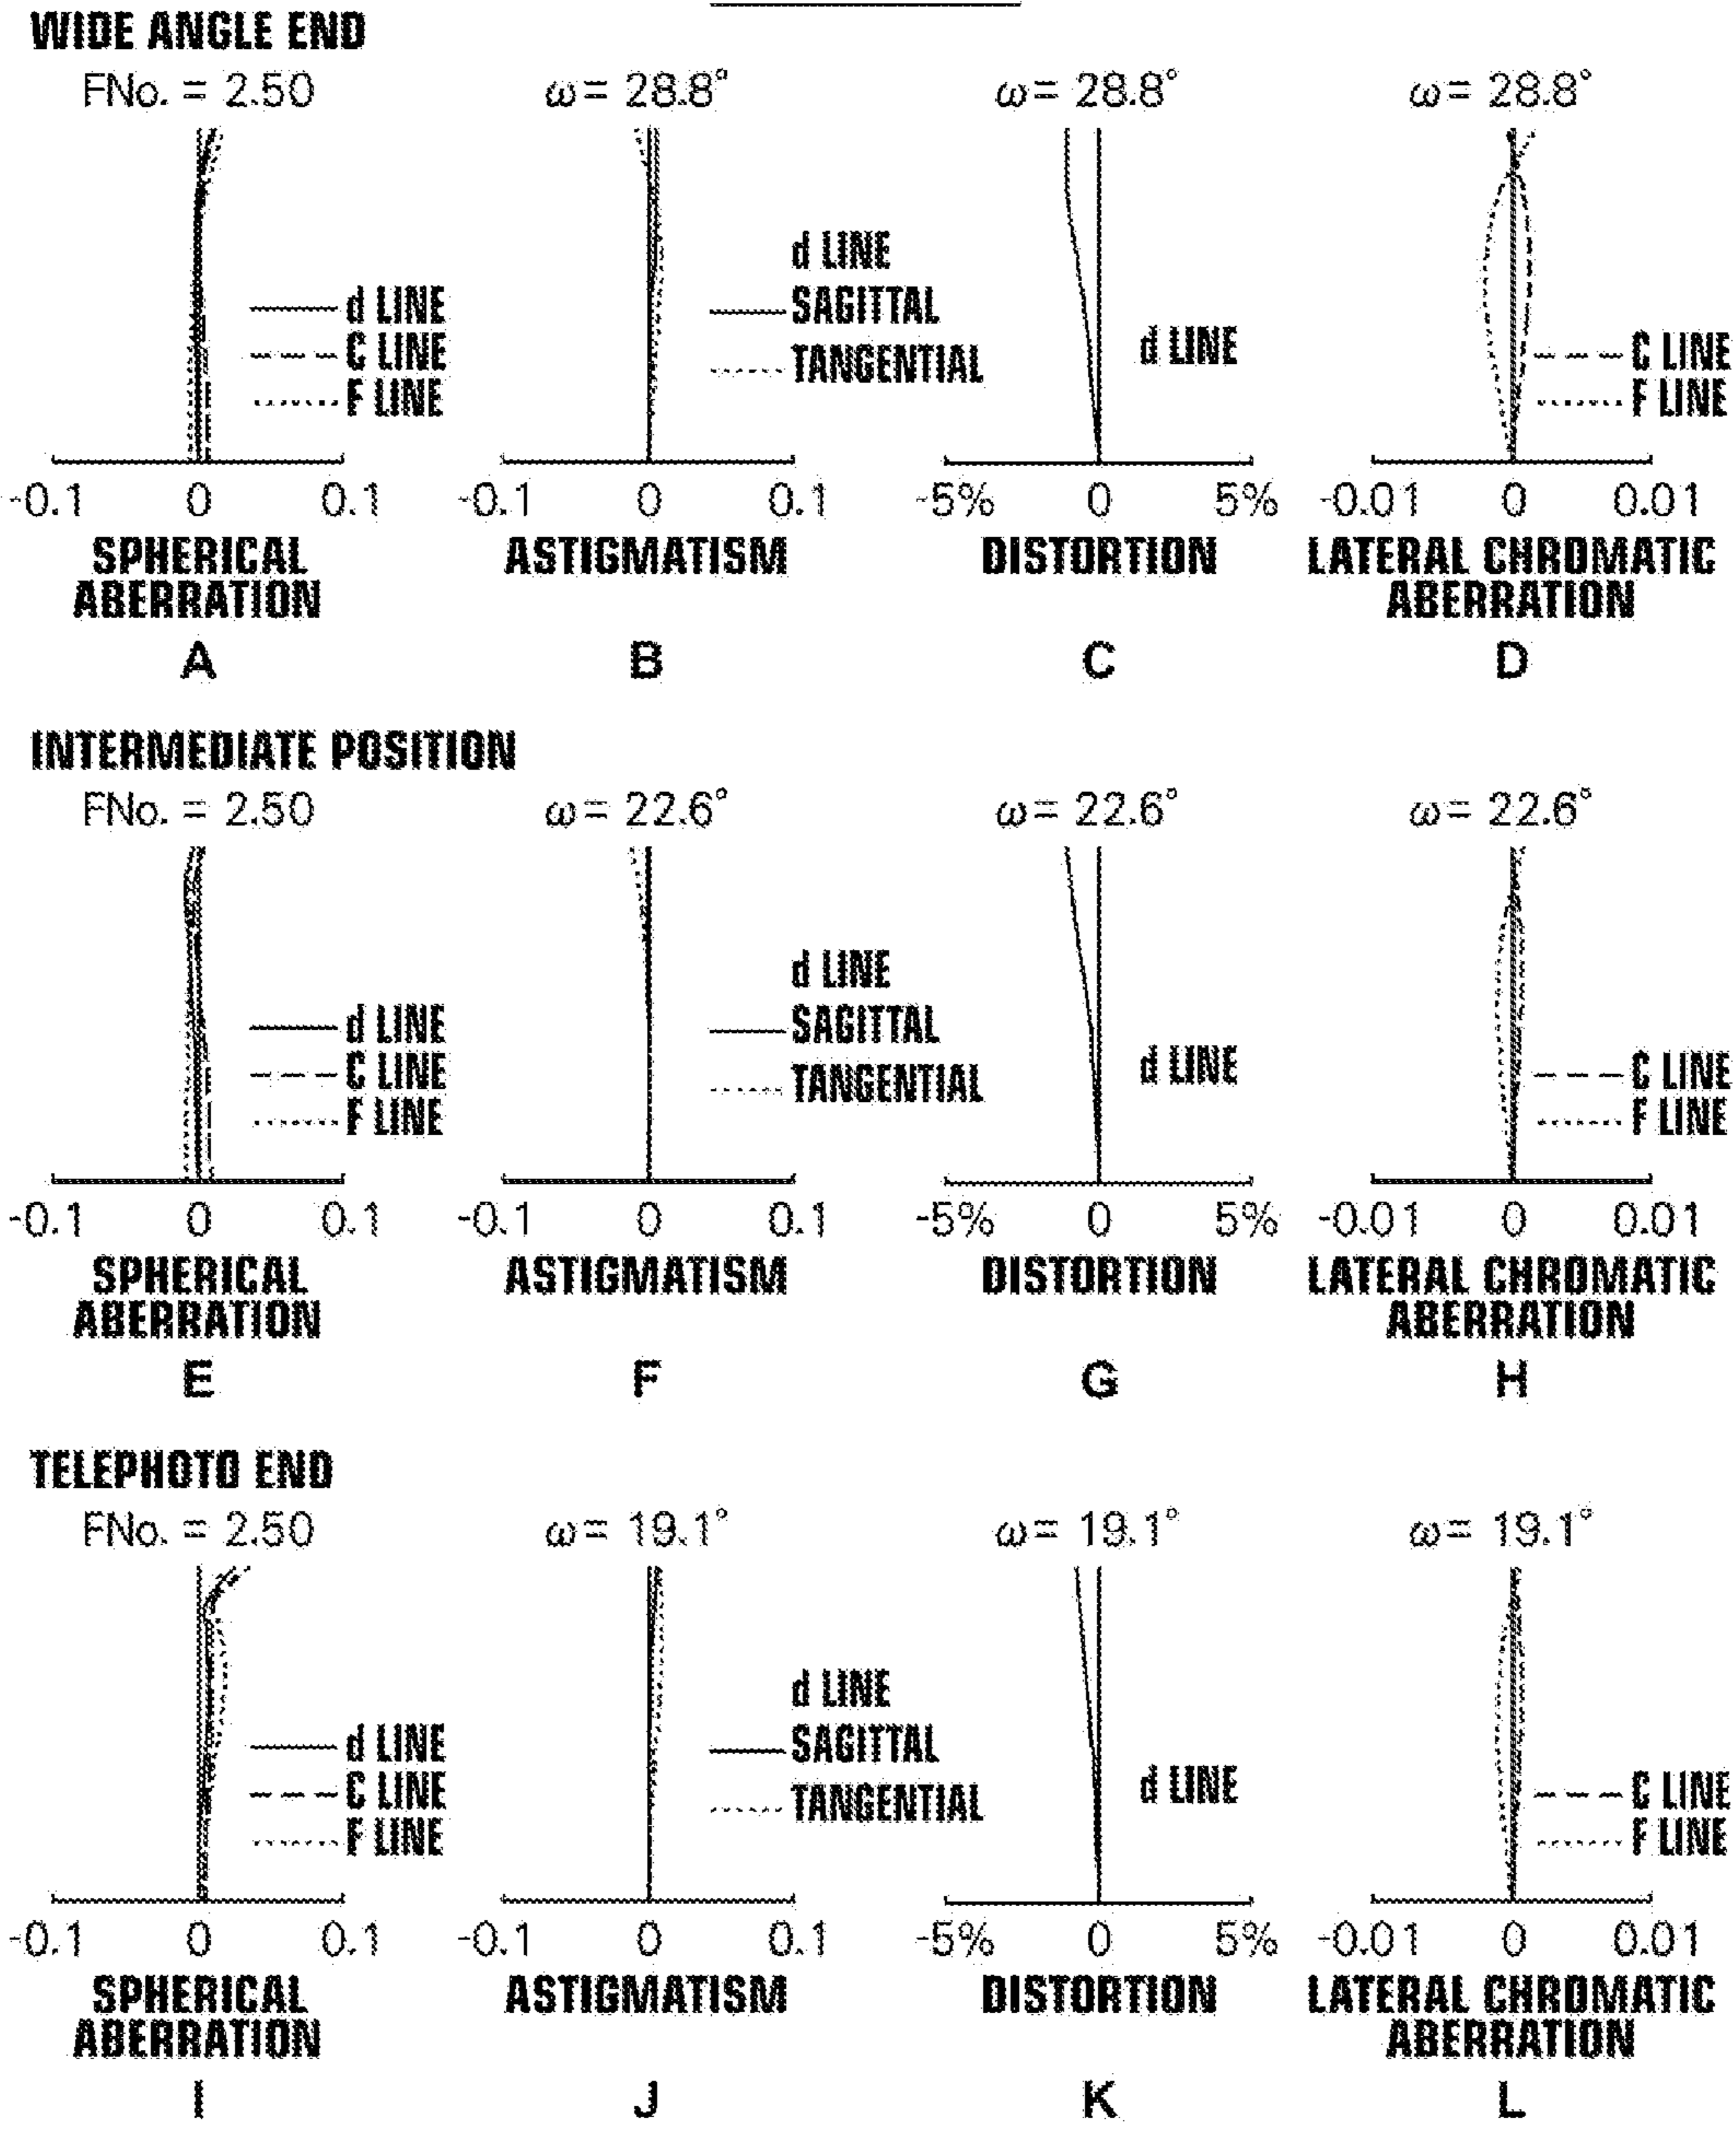 WIDE ANGLE END
FNo. = 2.50
ω= 28.8°
ω= 28.8°
ω= 28.8°
d LINE
C LINE
F LINE
d LINE
SAGITTAL
TANGENTIAL
d LINE
C LINE
F LINE
-0.1 0 0.1
-0.1 0 0.1
-5% 0 5%
-0.01 0 0.01
SPHERICAL
ABERRATION
ASTIGMATISM
DISTORTION
LATERAL CHROMATIC
ABERRATION
A
B
C
D
INTERMEDIATE POSITION
FNo. = 2.50
ω= 22.6°
ω= 22.6°
ω= 22.6°
d LINE
C LINE
F LINE
d LINE
SAGITTAL
TANGENTIAL
d LINE
C LINE
F LINE
-0.1 0 0.1
-0.1 0 0.1
-5% 0 5%
-0.01 0 0.01
SPHERICAL
ABERRATION
ASTIGMATISM
DISTORTION
LATERAL CHROMATIC
ABERRATION
E
F
G
H
TELEPHOTO END
FNo. = 2.50
ω= 19.1°
ω= 19.1°
ω= 19.1°
d LINE
C LINE
F LINE
d LINE
SAGITTAL
TANGENTIAL
d LINE
C LINE
F LINE
-0.1 0 0.1
-0.1 0 0.1
-5% 0 5%
-0.01 0 0.01
SPHERICAL
ABERRATION
ASTIGMATISM
DISTORTION
LATERAL CHROMATIC
ABERRATION
I
J
K
L